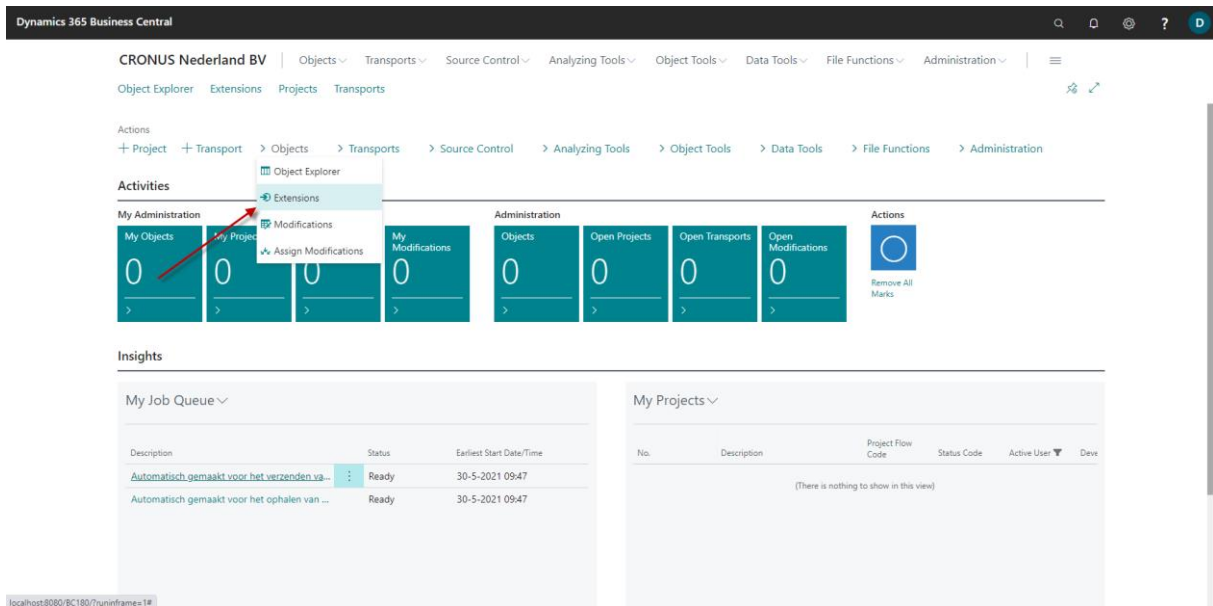 Dynamics 365 Business Central
? D
CRONUS Nederland BV Objects Transports Source Control Analyzing Tools Object Tools Data Tools File Functions Administration
Object Explorer Extensions Projects Transports
Actions
+ Project + Transport > Objects > Transports > Source Control > Analyzing Tools > Object Tools > Data Tools > File Functions > Administration
Object Explorer
Extensions
Modifications
Assign Modifications
Activities
My Administration Administration Actions
My Objects My Projec My Modifications Objects Open Projects Open Transports Open Modifications
0 0 0 0 0 0 0 0
> > > > > > > >
Remove All
Marks
Insights
My Job Queue
Description Status Earliest Start Date/Time
Automatisch gemaakt voor het verzenden va... Ready 30-5-2021 09:47
Automatisch gemaakt voor het ophalen van ... Ready 30-5-2021 09:47
My Projects
No. Description Project Flow Code Status Code Active User Deve
(There is nothing to show in this view)
localhost:8080/BC180/?runinframe=1#